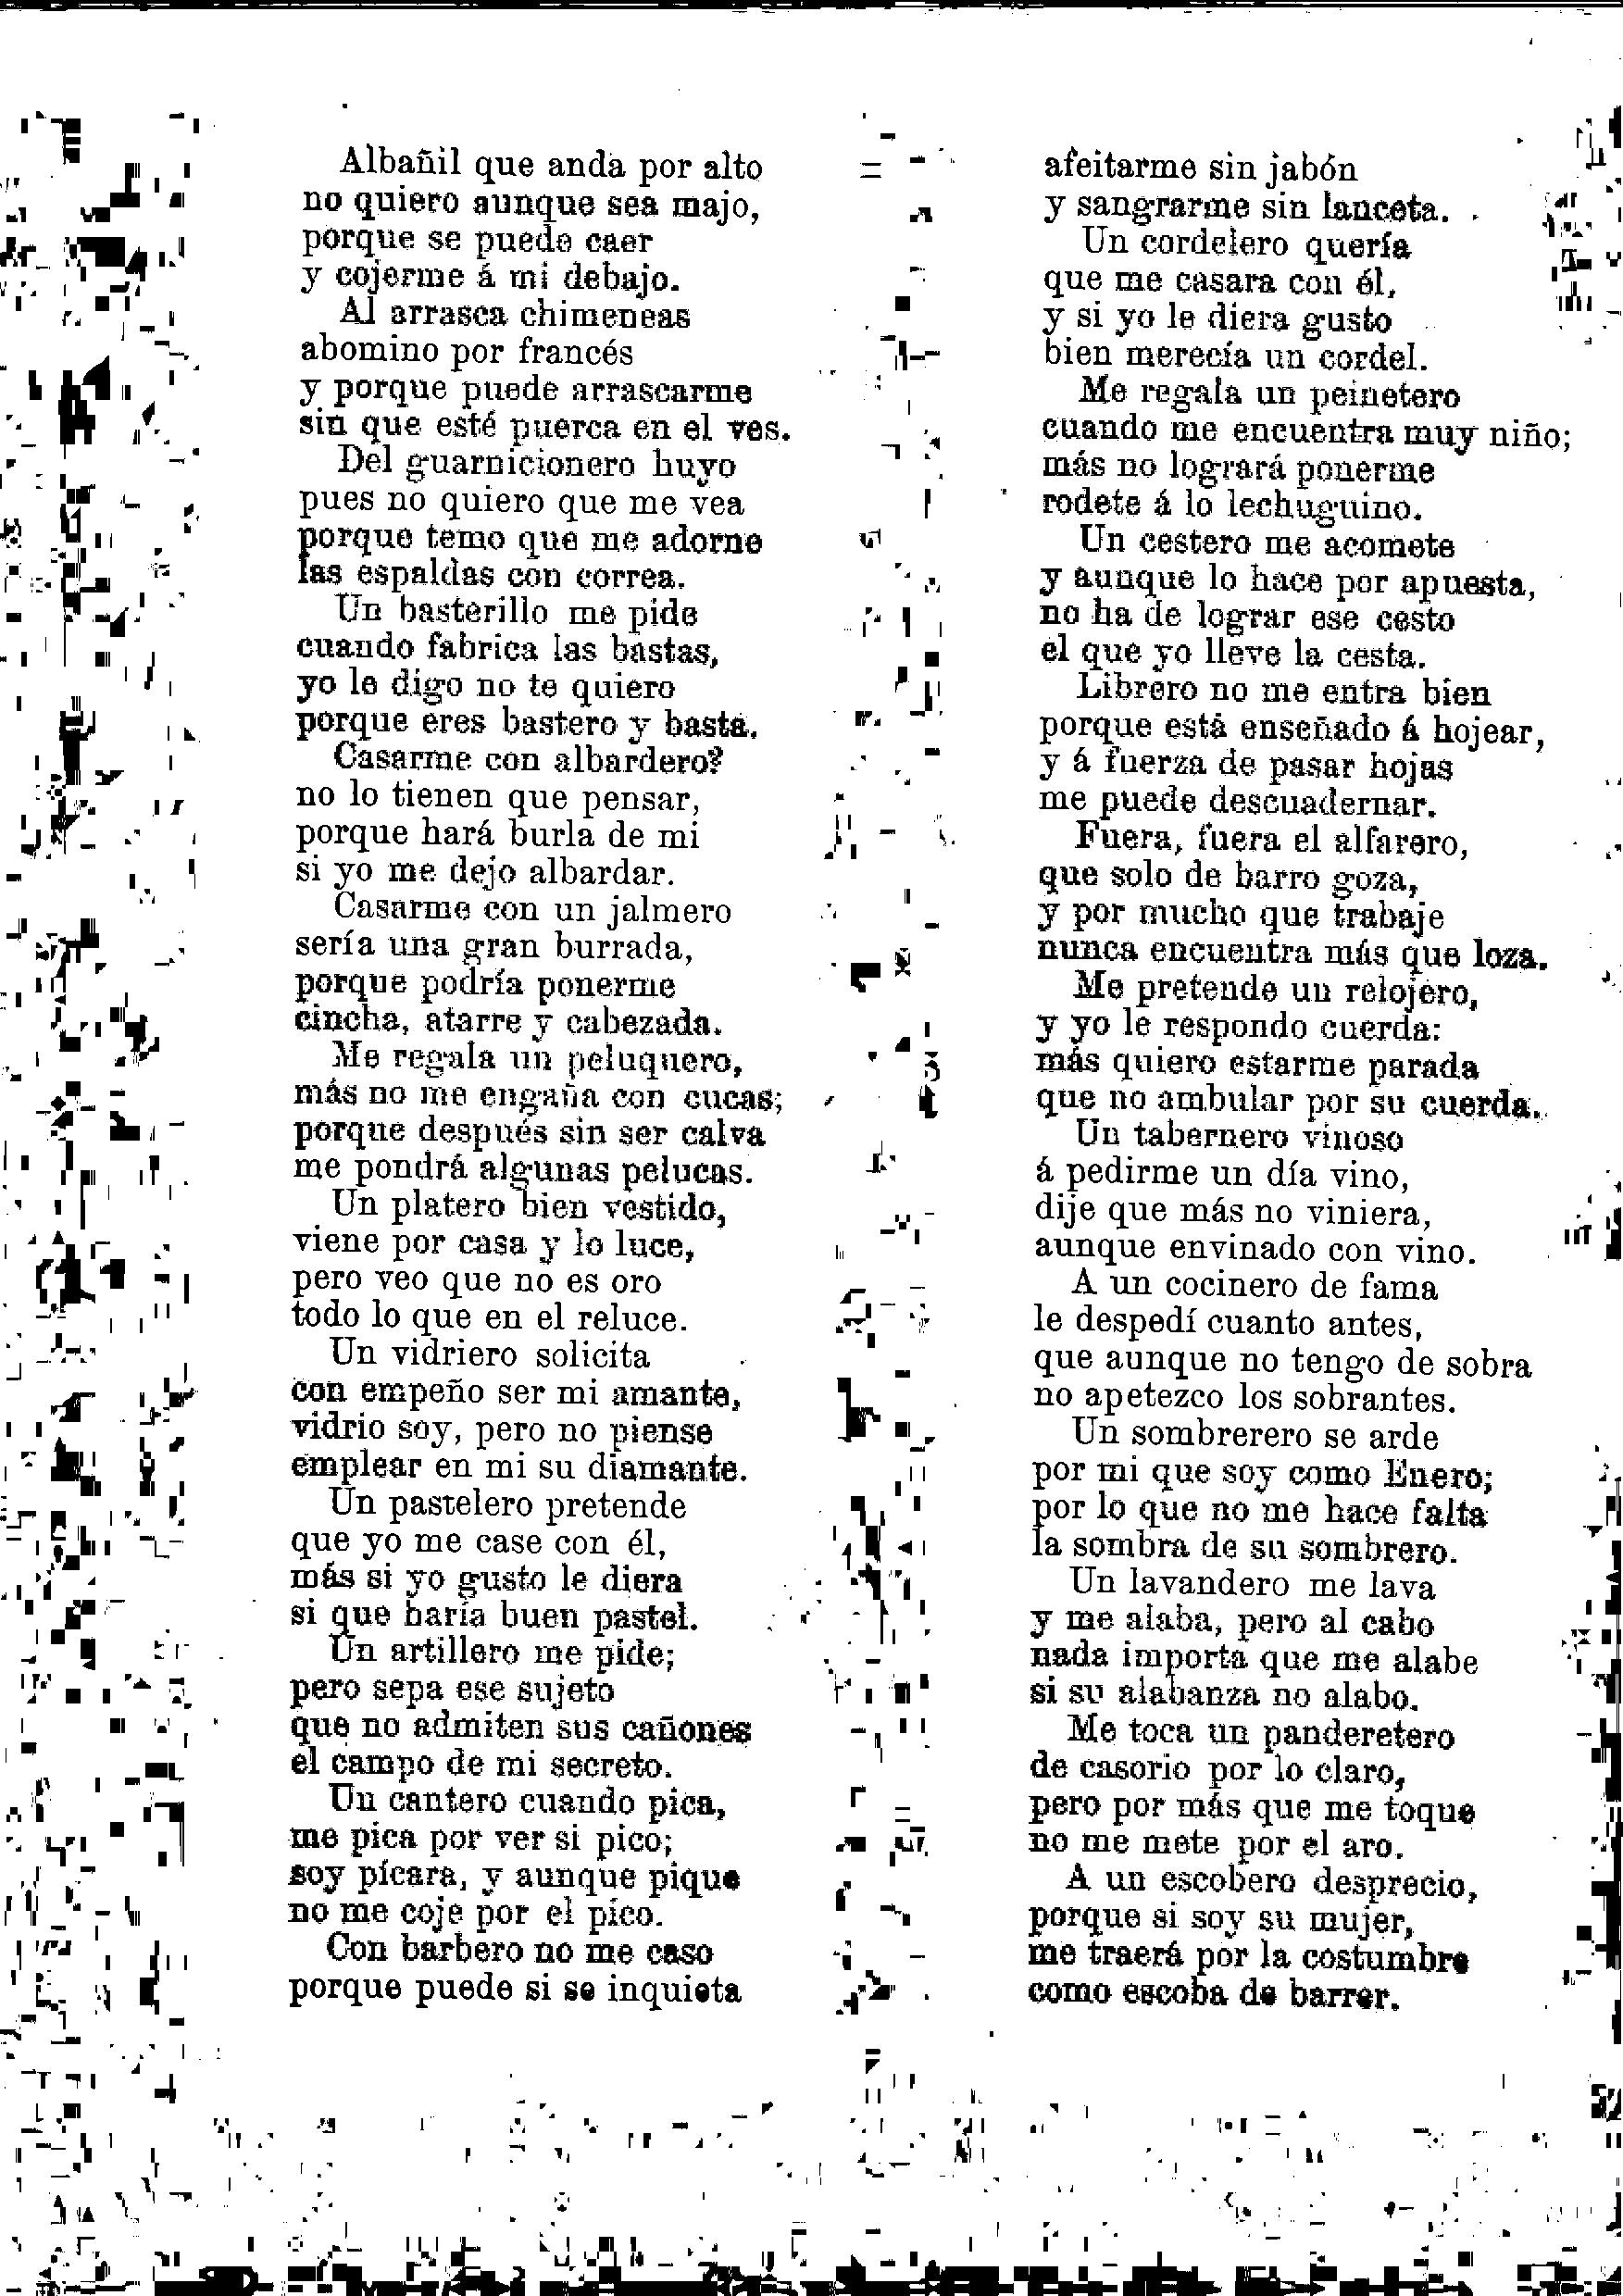 Albañil que anda por alto
no quiero aunque sea majo,
porque se puede caer
y cojerme á mi debajo.
Al arrasca chimeneas
abomino por francés
y porque puede arrascarme
sin que esté puerca en el ves.
Del guarnicionero huyo
pues no quiero que me vea
porque temo que me adorne
las espaldas con correa.
Un basterillo me pide
cuando fabrica las bastas,
yo le digo no te quiero
porque eres bastero y basta.
Casarme con albardero?
no lo tienen que pensar,
porque hará burla de mi
si yo me dejo albardar.
Casarme con un jalmero
sería una gran burrada,
porque podría ponerme
cincha, atarre y cabezada.
Me regala un peluquero,
más no me engaña con cucas;
porque después sin ser calva
me pondrá algunas pelucas.
Un platero bien vestido,
viene por casa y lo luce,
pero veo que no es oro
todo lo que en el reluce.
Un vidriero solicita
con empeño ser mi amante,
vidrio soy, pero no piense
emplear en mi su diamante.
Un pastelero pretende
que yo me case con él,
más si yo gusto le diera
si que haría buen pastel.
Un artillero me pide;
pero sepa ese sujeto
que no admiten sus cañones
el campo de mi secreto.
Un cantero cuando pica,
me pica por ver si pico;
soy pícara, y aunque pique
no me coje por el pico.
Con barbero no me caso
porque puede si se inquieta
afeitarme sin jabón
y sangrarme sin lanceta.
Un cordelero quería
que me casara con él,
y si yo le diera gusto
bien merecía un cordel.
Me regala un peinetero
cuando me encuentra muy niño;
más no logrará ponerme
rodete á lo lechuguino.
Un cestero me acomete
y aunque lo hace por apuesta,
no ha de lograr ese cesto
el que yo lleve la cesta.
Librero no me entra bien
porque está enseñado á hojear,
y á fuerza de pasar hojas
me puede descuadernar.
Fuera, fuera el alfarero,
que solo de barro goza,
y por mucho que trabaje
nunca encuentra más que loza.
Me pretende un relojero,
y yo le respondo cuerda:
más quiero estarme parada
que no ambular por su cuerda.
Un tabernero vinoso
á pedirme un día vino,
dije que más no viniera,
aunque envinado con vino.
A un cocinero de fama
le despedí cuanto antes,
que aunque no tengo de sobra
no apetezco los sobrantes.
Un sombrerero se arde
por mi que soy como Enero;
por lo que no me hace falta
la sombra de su sombrero.
Un lavandero me lava
y me alaba, pero al cabo
nada importa que me alabe
si su alabanza no alabo.
Me toca un panderetero
de casorio por lo claro,
pero por más que me toque
no me mete por el aro.
A un escobero desprecio,
porque si soy su mujer,
me traerá por la costumbre
como escoba de barrer.